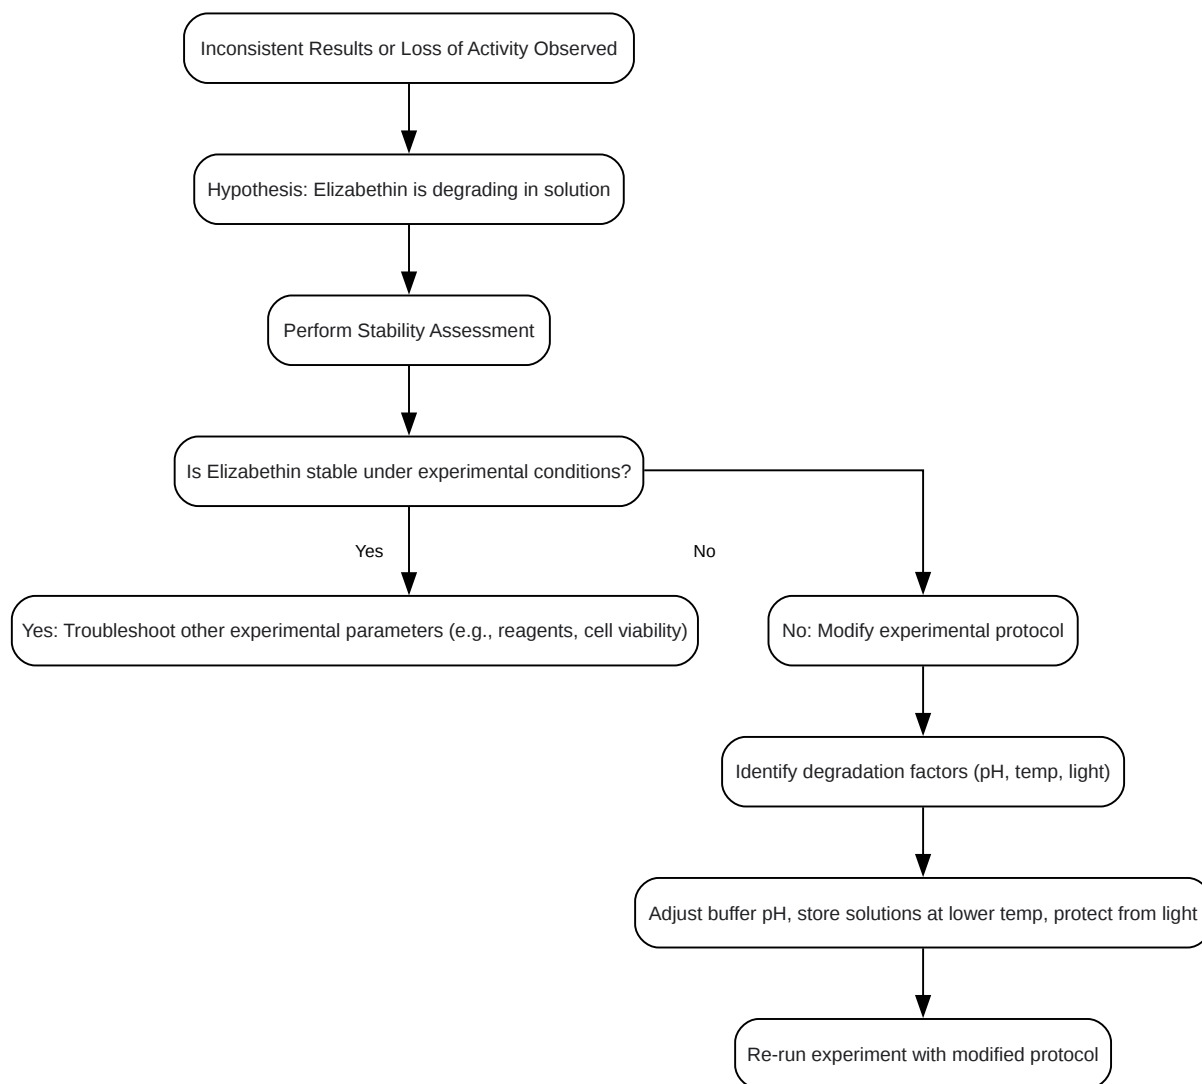 Inconsistent Results or Loss of Activity Observed
Hypothesis: Elizabethin is degrading in solution
Perform Stability Assessment
Is Elizabethin stable under experimental conditions?
Yes
No
Yes: Troubleshoot other experimental parameters (e.g., reagents, cell viability)
No: Modify experimental protocol
Identify degradation factors (pH, temp, light)
Adjust buffer pH, store solutions at lower temp, protect from light
Re-run experiment with modified protocol